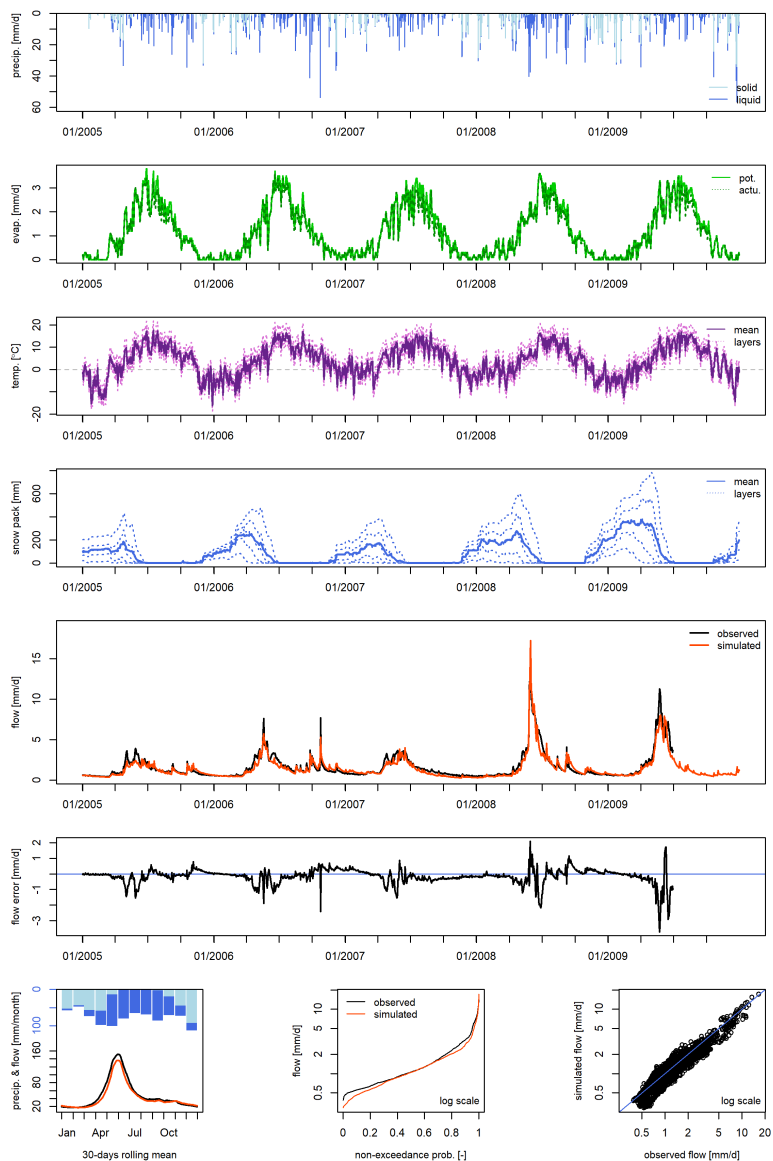 precip. [mm/d]
0
20
40
60
solid
liquid
01/2005 01/2006 01/2007 01/2008 01/2009
evap. [mm/d]
3
2
1
0
pot.
actu.
01/2005 01/2006 01/2007 01/2008 01/2009
temp. [°C]
20
10
0
-20
mean
layers
01/2005 01/2006 01/2007 01/2008 01/2009
snow pack [mm]
600
200
0
mean
layers
01/2005 01/2006 01/2007 01/2008 01/2009
flow [mm/d]
15
10
5
0
observed
simulated
01/2005 01/2006 01/2007 01/2008 01/2009
flow error [mm/d]
2
1
-1
-3
01/2005 01/2006 01/2007 01/2008 01/2009
precip. & flow [mm/month]
0
100
160
80
20
Jan Apr Jul Oct
30-days rolling mean
flow [mm/d]
10
5
2
0.5
observed
simulated
log scale
0 0.2 0.4 0.6 0.8 1
non-exceedance prob. [-]
simulated flow [mm/d]
10
5
2
1
0.5
log scale
0.5 1 2 5 10 20
observed flow [mm/d]